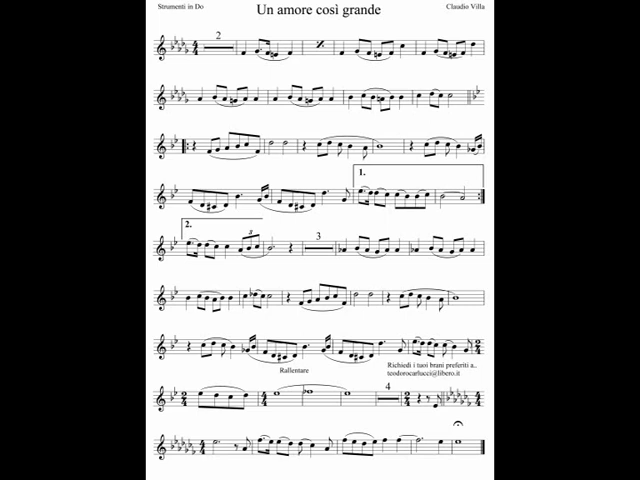 Strumenti in Do
Un amore così grande
Claudio Villa
2
1.
2.
3
3
Rallentare
Richiedi i tuoi brani preferiti a..
teodorocarlucci@libero.it
4